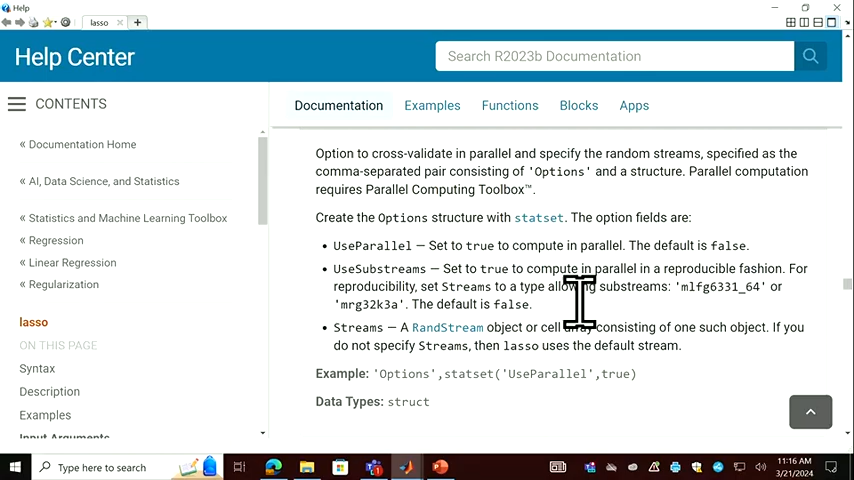 Help
lasso
Help Center
Search R2023b Documentation
CONTENTS
Documentation Examples Functions Blocks Apps
« Documentation Home
« AI, Data Science, and Statistics
« Statistics and Machine Learning Toolbox
« Regression
« Linear Regression
« Regularization
lasso
ON THIS PAGE
Syntax
Description
Examples
Input Arguments
Option to cross-validate in parallel and specify the random streams, specified as the
comma-separated pair consisting of 'Options' and a structure. Parallel computation
requires Parallel Computing Toolbox™.
Create the Options structure with statset. The option fields are:
• UseParallel — Set to true to compute in parallel. The default is false.
• UseSubstreams — Set to true to compute in parallel in a reproducible fashion. For
reproducibility, set Streams to a type allowing substreams: 'mlfg6331_64' or
'mrg32k3a'. The default is false.
• Streams — A RandStream object or cell array consisting of one such object. If you
do not specify Streams, then lasso uses the default stream.
Example: 'Options',statset('UseParallel',true)
Data Types: struct
Type here to search
11:16 AM
3/21/2024